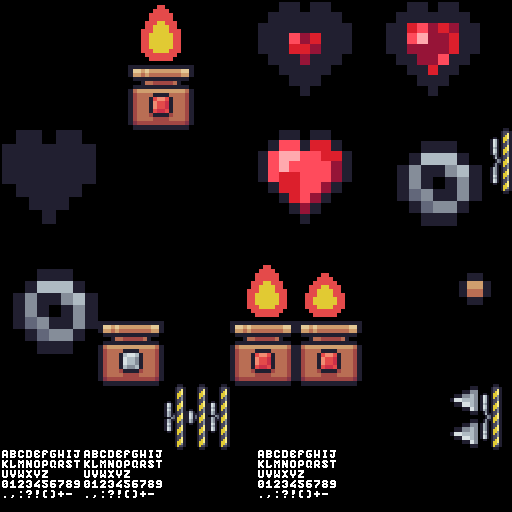 ABCDEFGHIJ ABCDEFGHIJ ABCDEFGHIJ
KLMNOPQRST KLMNOPQRST KLMNOPQRST
UVWXYZ UVWXYZ UVWXYZ
0123456789 0123456789 0123456789
.,:?!()+- .,:?!()+- .,:?!()+-